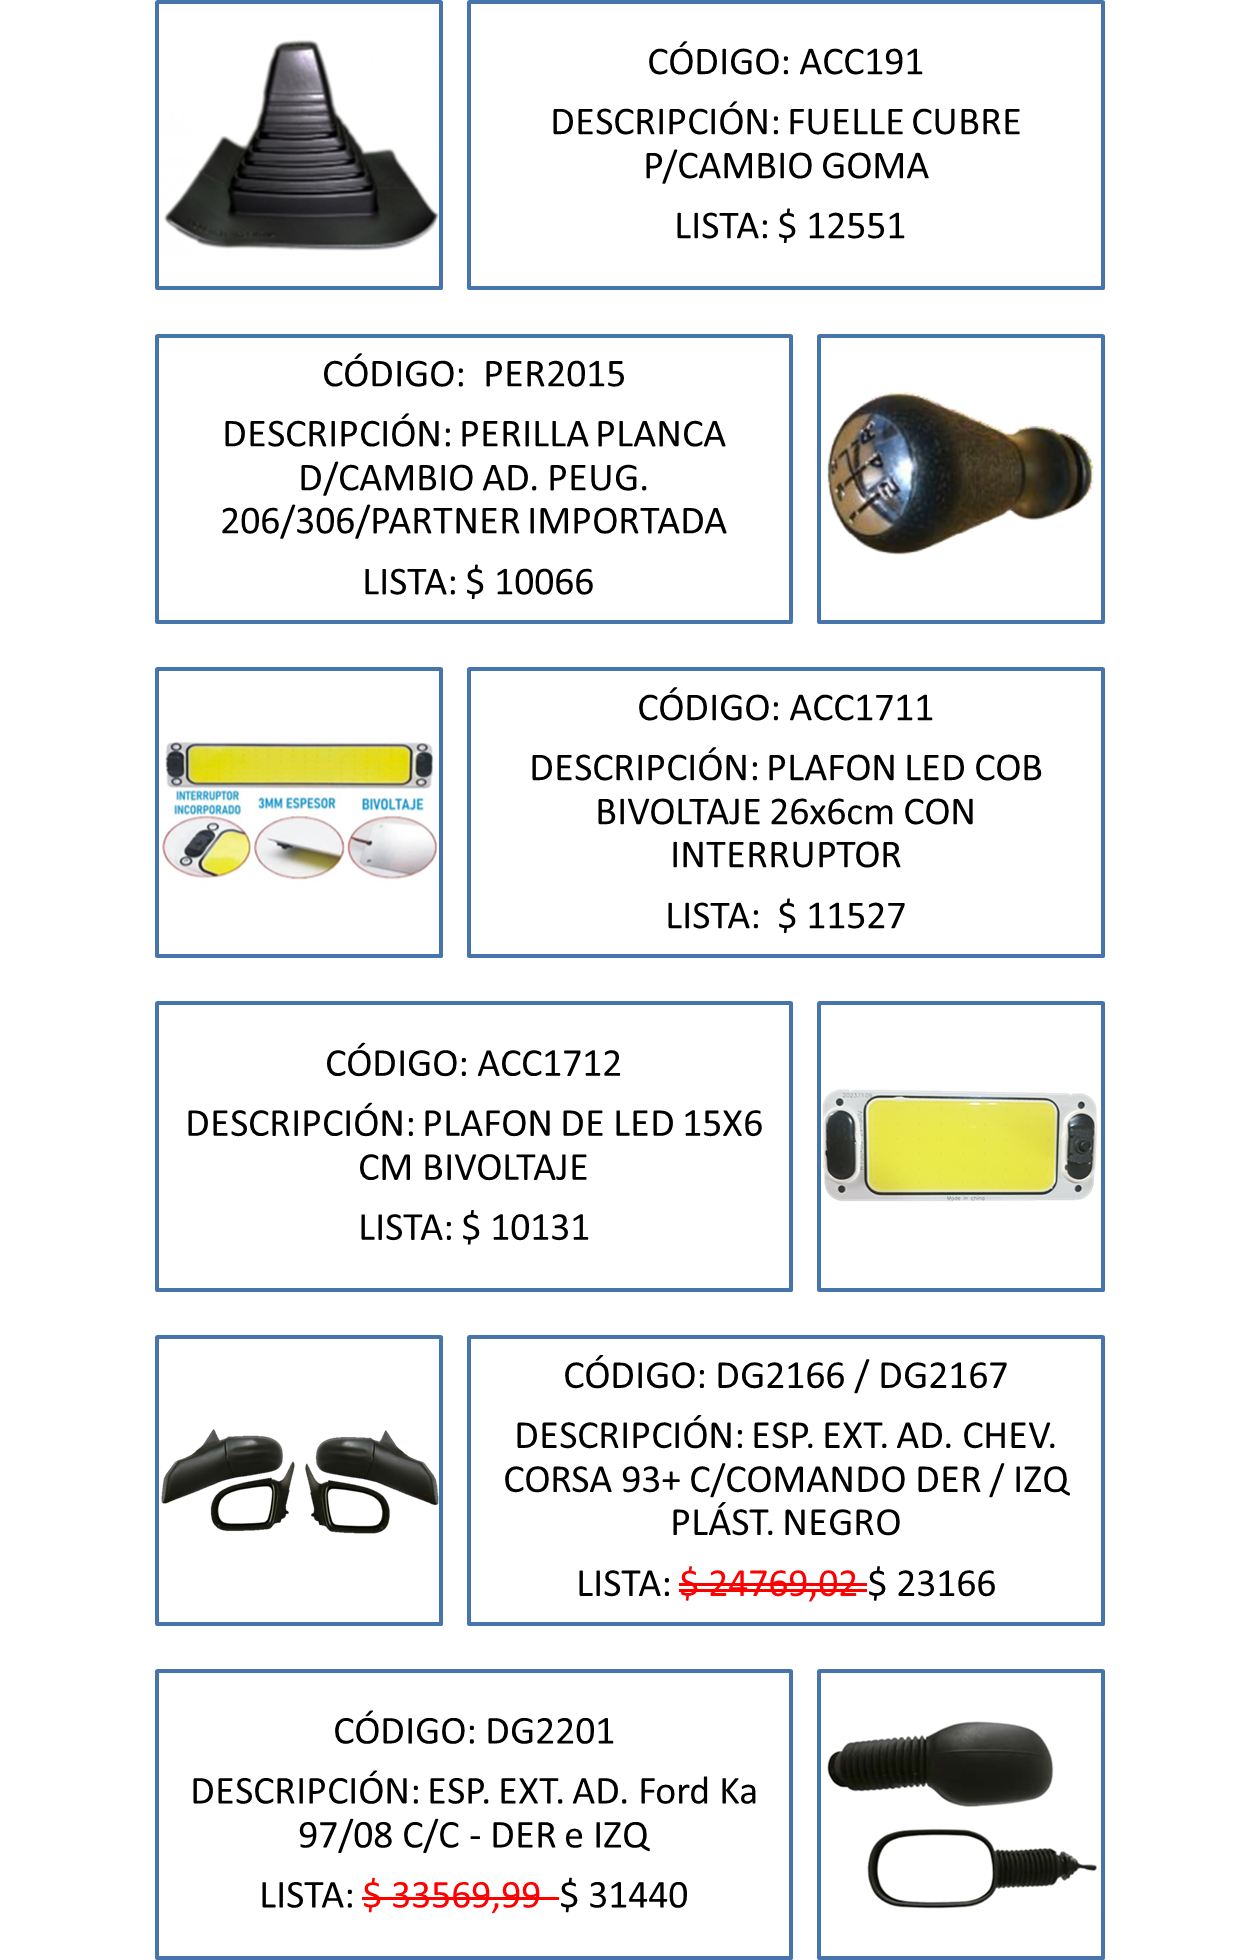 CÓDIGO: ACC191
DESCRIPCIÓN: FUELLE CUBRE
P/CAMBIO GOMA
LISTA: $ 12551
CÓDIGO: PER2015
DESCRIPCIÓN: PERILLA PLANCA
D/CAMBIO AD. PEUG.
206/306/PARTNER IMPORTADA
LISTA: $ 10066
INTERRUPTOR
INCORPORADO
3MM ESPESOR
BIVOLTAJE
CÓDIGO: ACC1711
DESCRIPCIÓN: PLAFON LED COB
BIVOLTAJE 26x6cm CON
INTERRUPTOR
LISTA: $ 11527
CÓDIGO: ACC1712
DESCRIPCIÓN: PLAFON DE LED 15X6
CM BIVOLTAJE
LISTA: $ 10131
Made in china
CÓDIGO: DG2166 / DG2167
DESCRIPCIÓN: ESP. EXT. AD. CHEV.
CORSA 93+ C/COMANDO DER / IZQ
PLÁST. NEGRO
LISTA: $ 24769,02 $ 23166
CÓDIGO: DG2201
DESCRIPCIÓN: ESP. EXT. AD. Ford Ka
97/08 C/C - DER e IZQ
LISTA: $ 33569,99 $ 31440